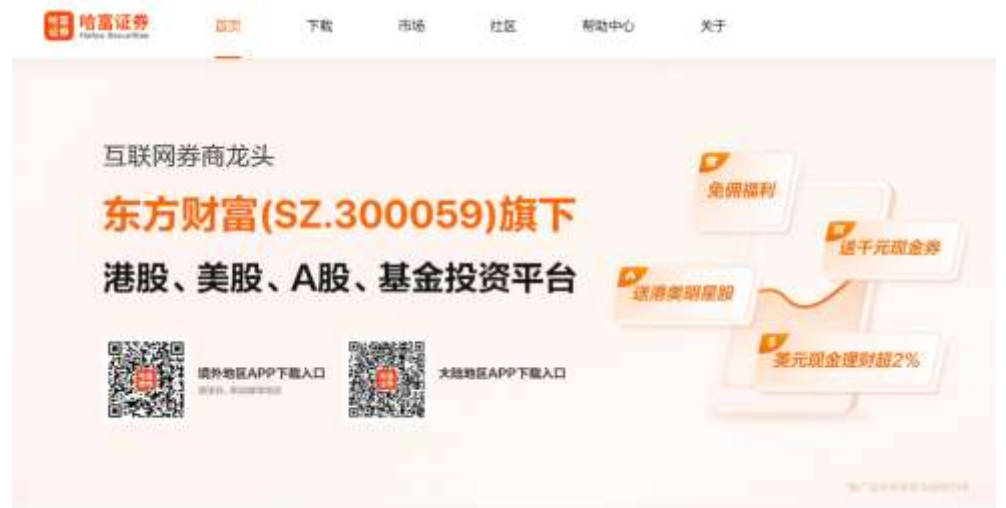 哈富证券
Hafoo Securities
首页
下载
市场
社区
帮助中心
关于
互联网券商龙头
东方财富(SZ.300059)旗下
港股、美股、A股、基金投资平台
免佣福利
送千元现金券
送港美明星股
美元现金理财超2%
境外地区APP下载入口
大陆地区APP下载入口